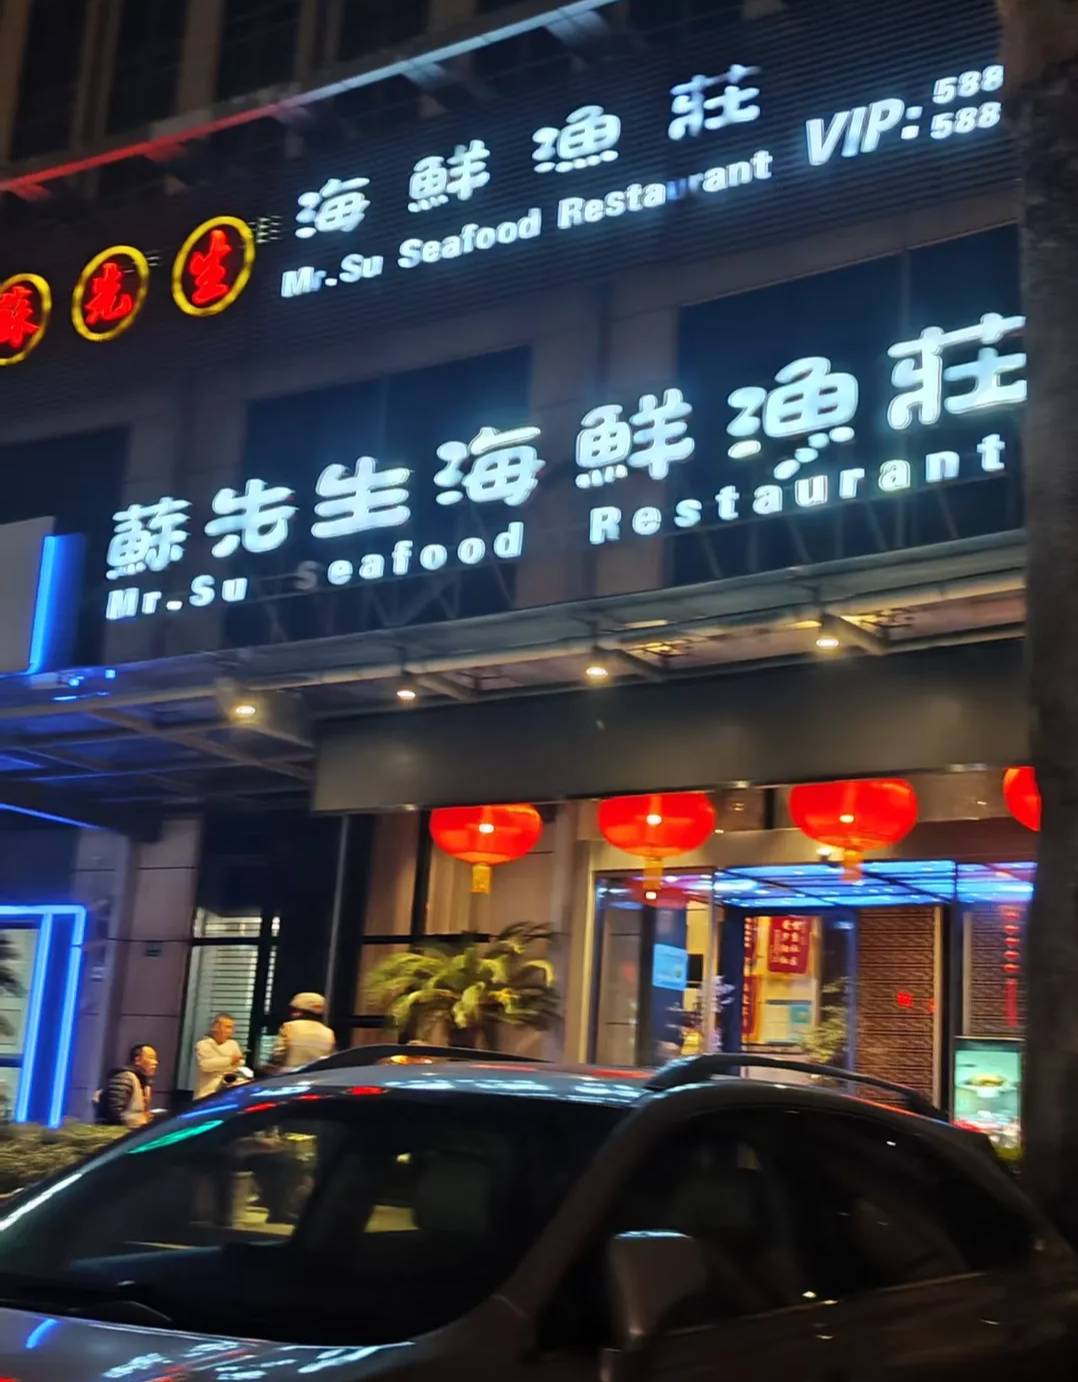 蘇先生
海鮮漁莊
Mr.Su Seafood Restaurant
VIP: 588
588
蘇先生海鮮漁莊
Mr.Su Seafood Restaurant